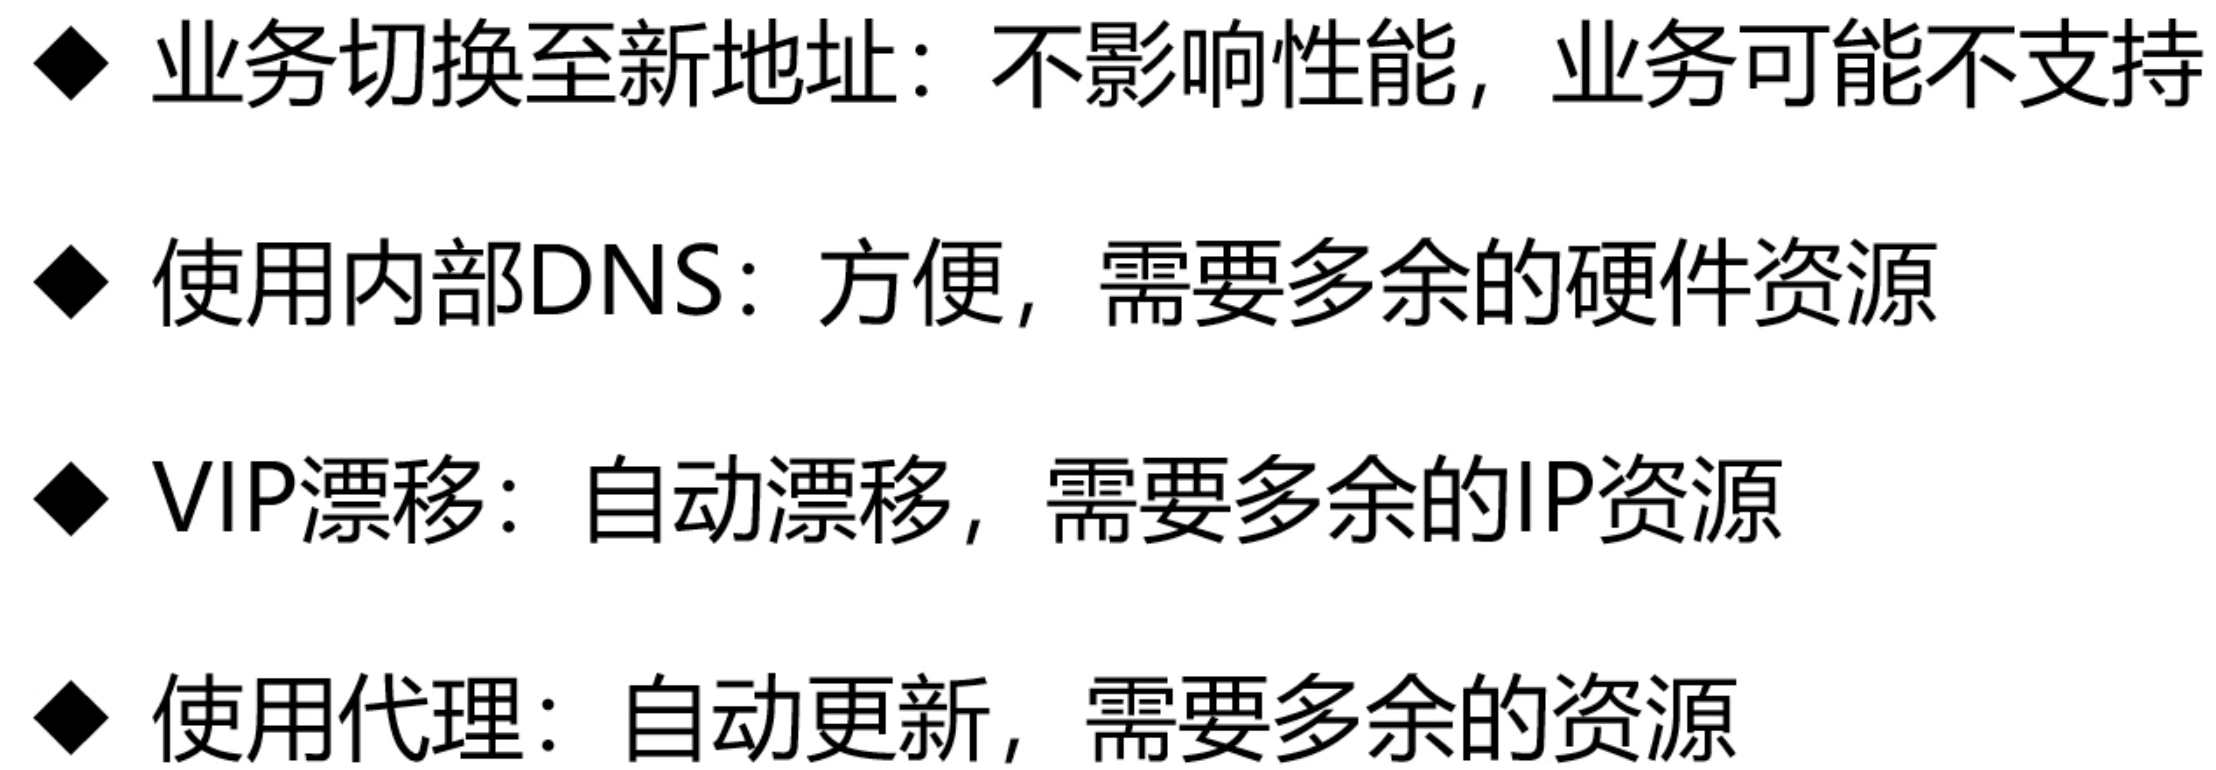 ◆ 业务切换至新地址：不影响性能，业务可能不支持
◆ 使用内部DNS：方便，需要多余的硬件资源
◆ VIP漂移：自动漂移，需要多余的IP资源
◆ 使用代理：自动更新，需要多余的资源